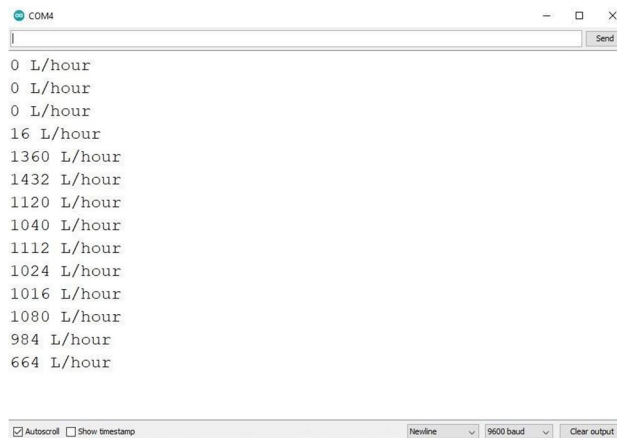 COM4
Send
0 L/hour
0 L/hour
0 L/hour
16 L/hour
1360 L/hour
1432 L/hour
1120 L/hour
1040 L/hour
1112 L/hour
1024 L/hour
1016 L/hour
1080 L/hour
984 L/hour
664 L/hour
Autoscroll Show timestamp Newline 9600 baud Clear output